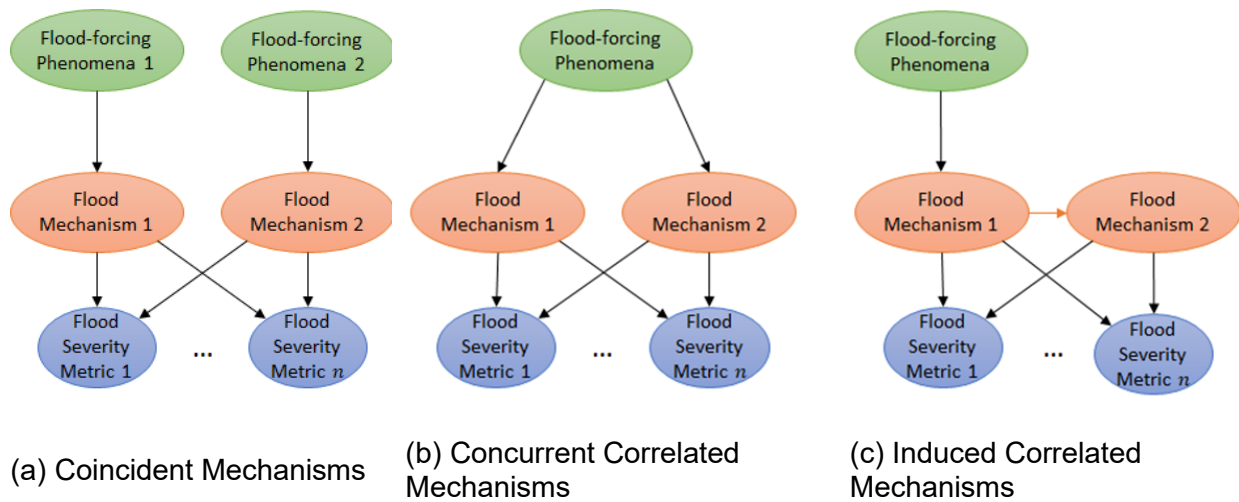 Flood-forcing
Phenomena 1
Flood-forcing
Phenomena 2
Flood
Mechanism 1
Flood
Mechanism 2
Flood
Severity
Metric 1
...
Flood
Severity
Metric n
(a) Coincident Mechanisms
Flood-forcing
Phenomena
Flood
Mechanism 1
Flood
Mechanism 2
Flood
Severity
Metric 1
...
Flood
Severity
Metric n
(b) Concurrent Correlated
Mechanisms
Flood-forcing
Phenomena
Flood
Mechanism 1
Flood
Mechanism 2
Flood
Severity
Metric 1
...
Flood
Severity
Metric n
(c) Induced Correlated
Mechanisms